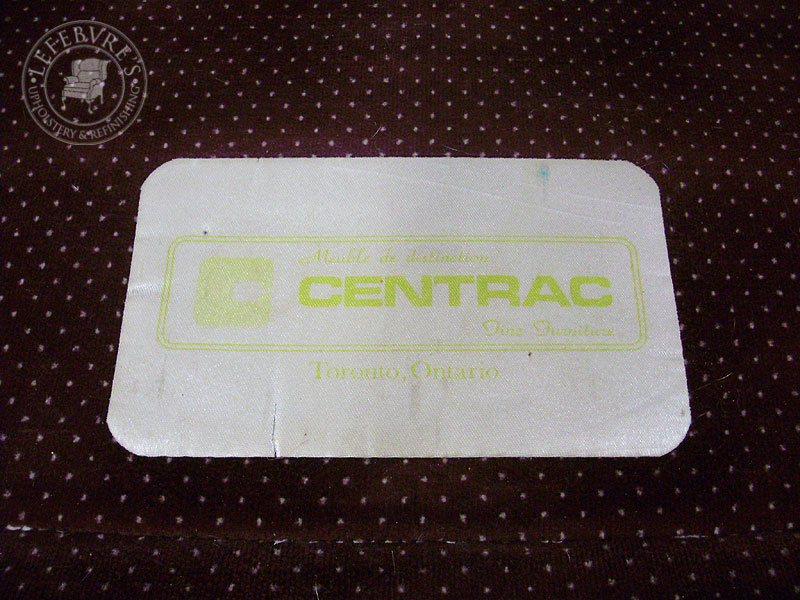 LEFEBVRE'S
UPHOLSTERY & REFINISHING
Meuble de distinction
CENTRAC
Fine Furniture
Toronto, Ontario